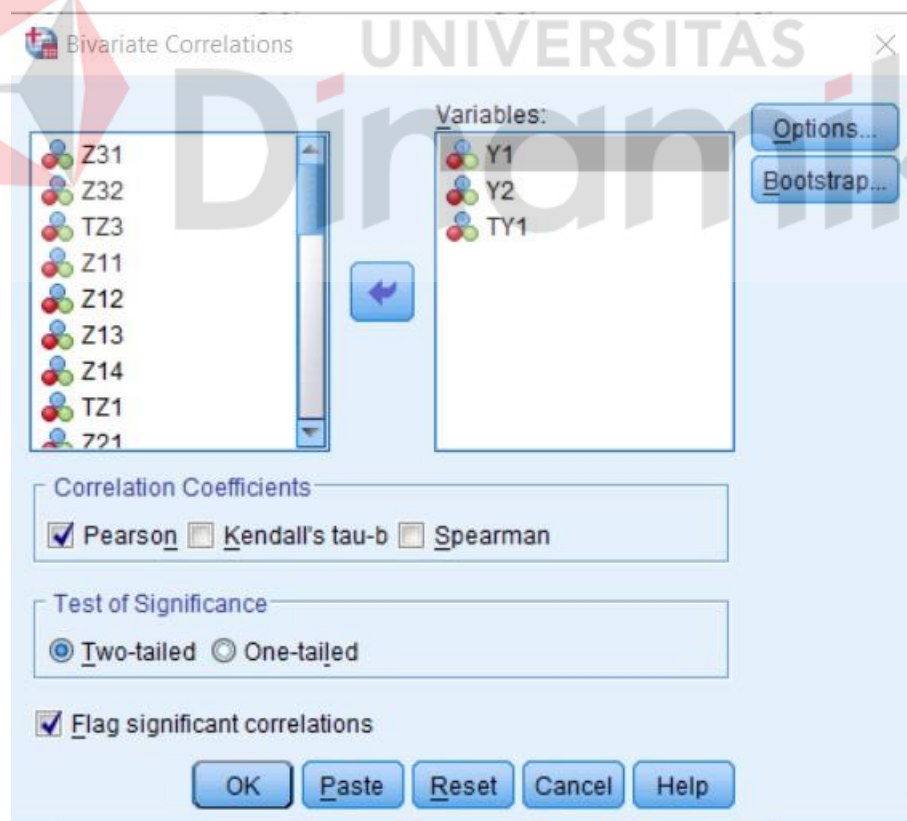 UNIVERSITAS
Dinamik
Bivariate Correlations
Variables:
Z31
Z32
TZ3
Z11
Z12
Z13
Z14
TZ1
Z21
Y1
Y2
TY1
Options...
Bootstrap...
Correlation Coefficients
Pearson Kendall's tau-b Spearman
Test of Significance
Two-tailed One-tailed
Flag significant correlations
OK Paste Reset Cancel Help